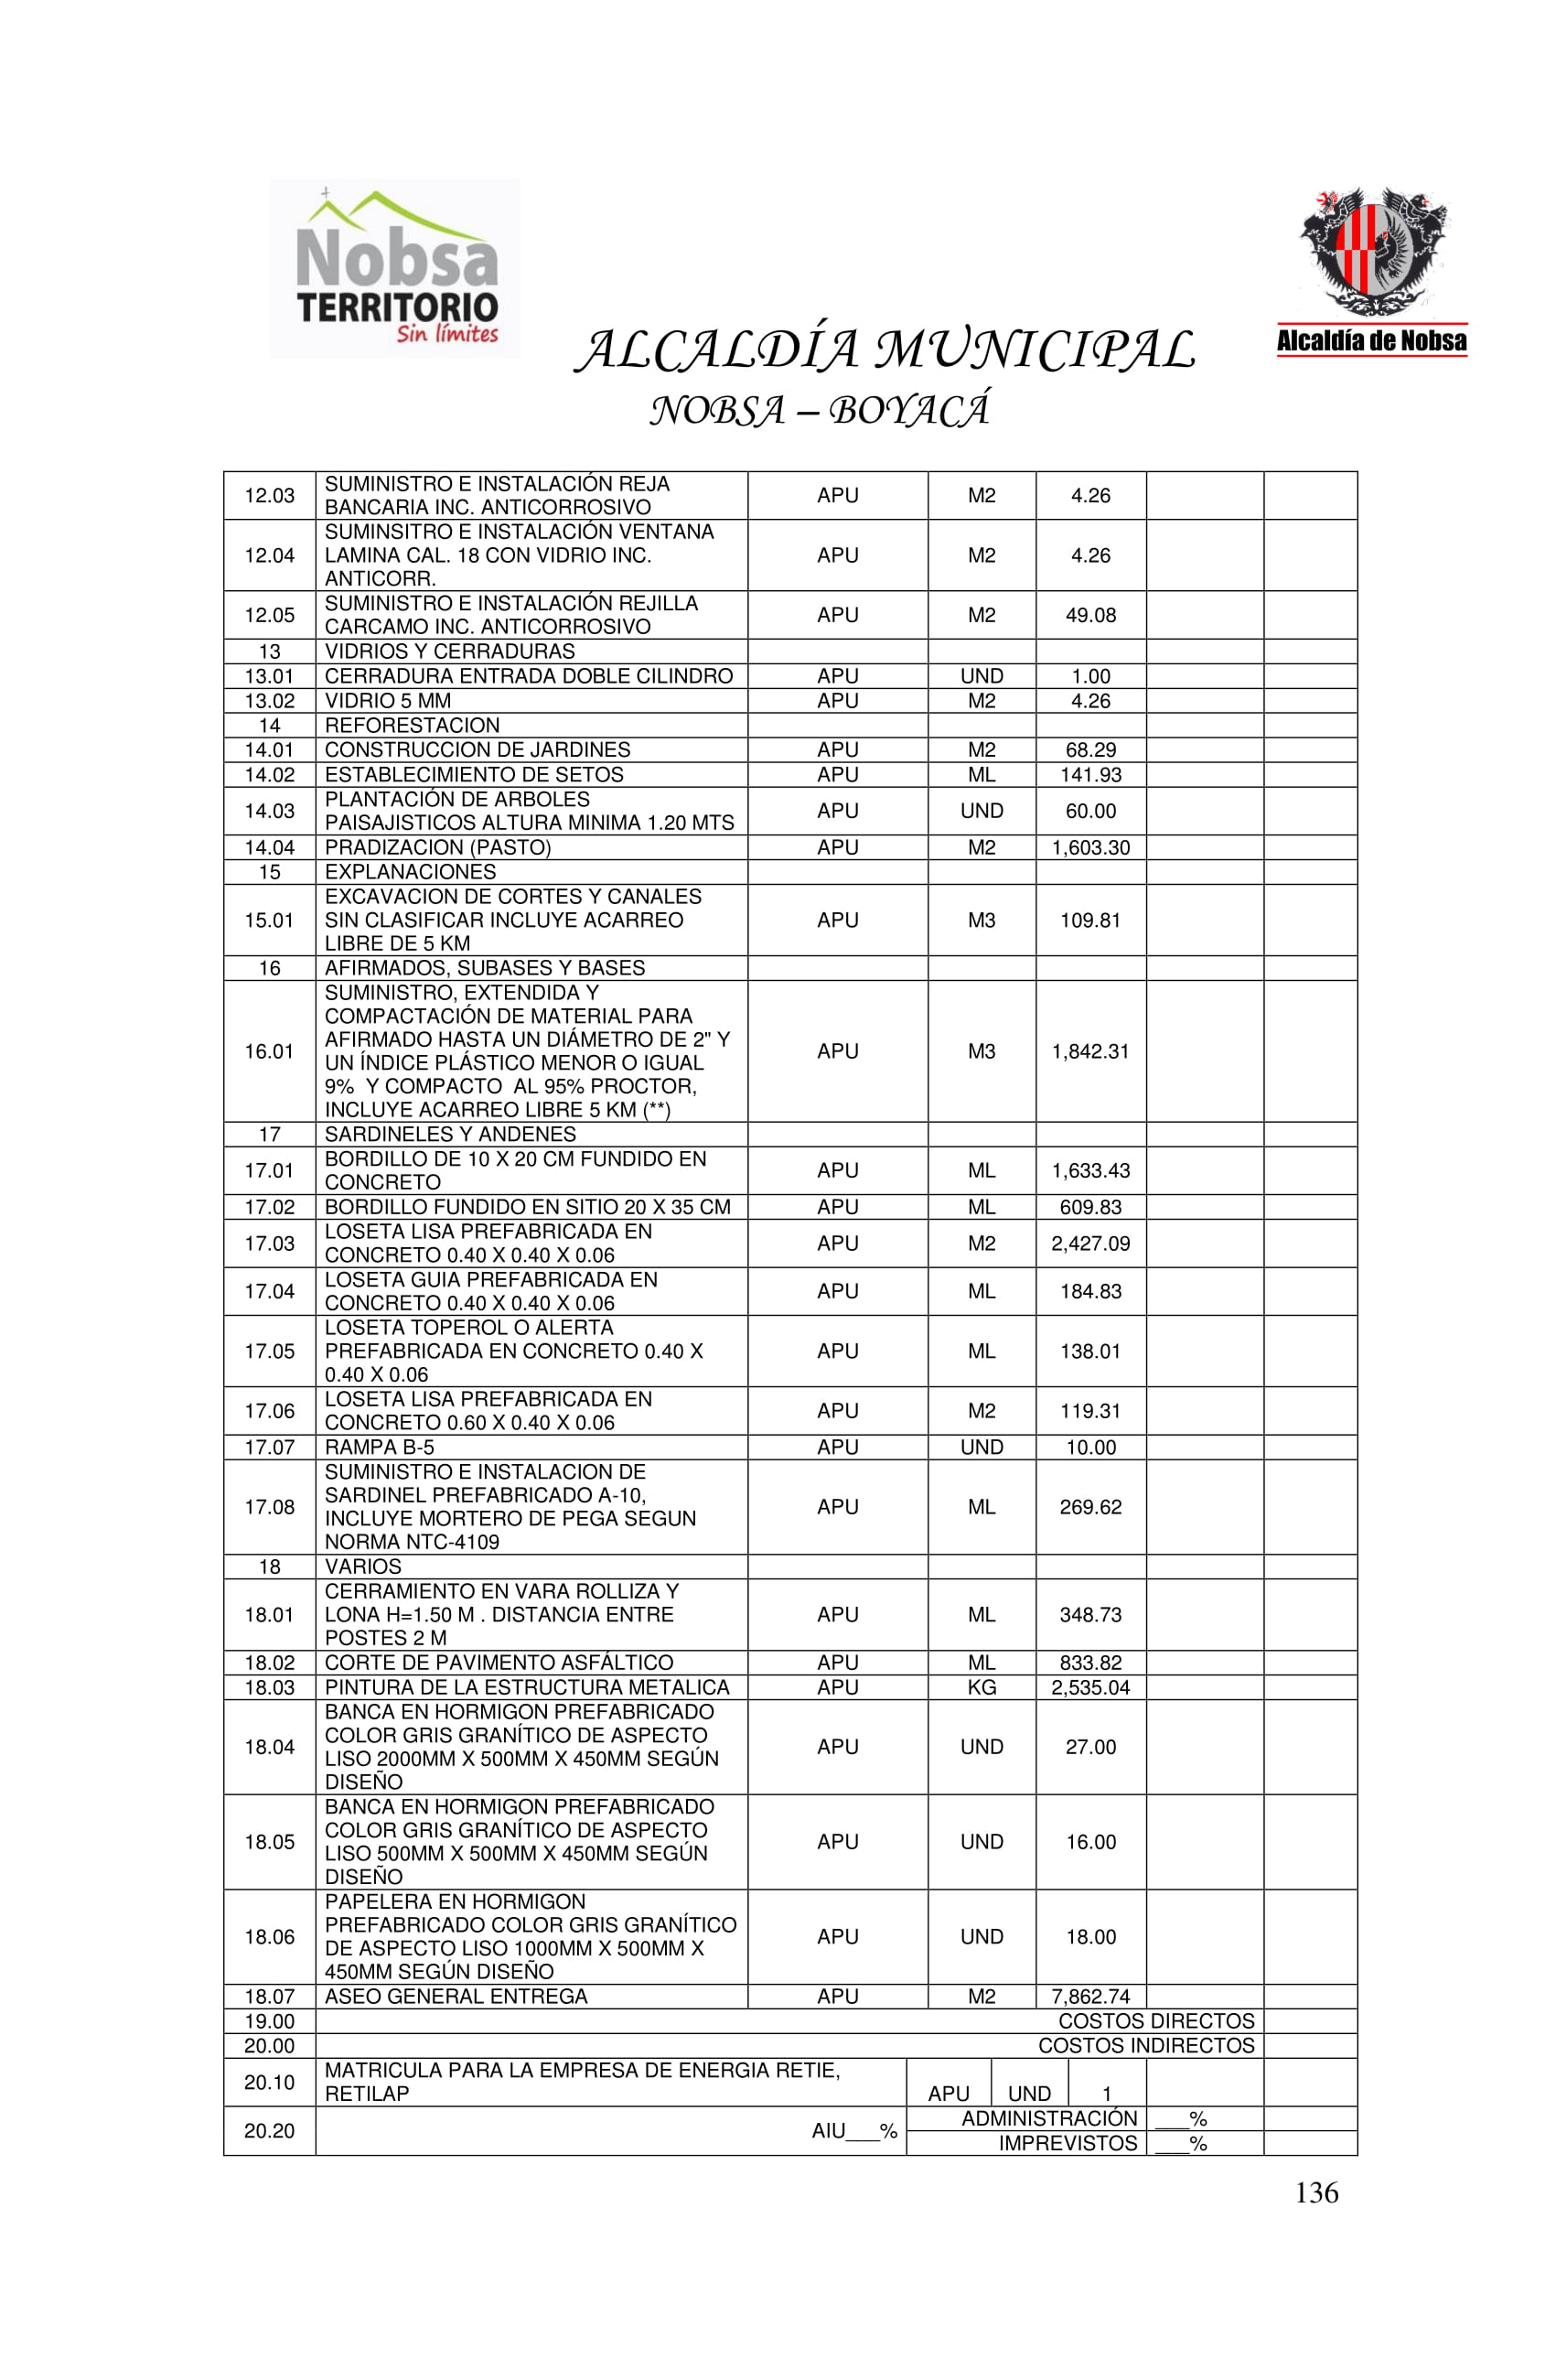 Nobsa
TERRITORIO
Sin límites
Alcaldía de Nobsa
ALCALDÍA MUNICIPAL
NOBSA – BOYACÁ
12.03 SUMINISTRO E INSTALACIÓN REJA
BANCARIA INC. ANTICORROSIVO APU M2 4.26
12.04 SUMINSITRO E INSTALACIÓN VENTANA
LAMINA CAL. 18 CON VIDRIO INC.
ANTICORR. APU M2 4.26
12.05 SUMINISTRO E INSTALACIÓN REJILLA
CARCAMO INC. ANTICORROSIVO APU M2 49.08
13 VIDRIOS Y CERRADURAS
13.01 CERRADURA ENTRADA DOBLE CILINDRO APU UND 1.00
13.02 VIDRIO 5 MM APU M2 4.26
14 REFORESTACION
14.01 CONSTRUCCION DE JARDINES APU M2 68.29
14.02 ESTABLECIMIENTO DE SETOS APU ML 141.93
14.03 PLANTACIÓN DE ARBOLES
PAISAJISTICOS ALTURA MINIMA 1.20 MTS APU UND 60.00
14.04 PRADIZACION (PASTO) APU M2 1,603.30
15 EXPLANACIONES
15.01 EXCAVACION DE CORTES Y CANALES
SIN CLASIFICAR INCLUYE ACARREO
LIBRE DE 5 KM APU M3 109.81
16 AFIRMADOS, SUBASES Y BASES
16.01 SUMINISTRO, EXTENDIDA Y
COMPACTACIÓN DE MATERIAL PARA
AFIRMADO HASTA UN DIÁMETRO DE 2" Y
UN ÍNDICE PLÁSTICO MENOR O IGUAL
9% Y COMPACTO AL 95% PROCTOR,
INCLUYE ACARREO LIBRE 5 KM (**) APU M3 1,842.31
17 SARDINELES Y ANDENES
17.01 BORDILLO DE 10 X 20 CM FUNDIDO EN
CONCRETO APU ML 1,633.43
17.02 BORDILLO FUNDIDO EN SITIO 20 X 35 CM APU ML 609.83
17.03 LOSETA LISA PREFABRICADA EN
CONCRETO 0.40 X 0.40 X 0.06 APU M2 2,427.09
17.04 LOSETA GUIA PREFABRICADA EN
CONCRETO 0.40 X 0.40 X 0.06 APU ML 184.83
17.05 LOSETA TOPEROL O ALERTA
PREFABRICADA EN CONCRETO 0.40 X
0.40 X 0.06 APU ML 138.01
17.06 LOSETA LISA PREFABRICADA EN
CONCRETO 0.60 X 0.40 X 0.06 APU M2 119.31
17.07 RAMPA B-5 APU UND 10.00
17.08 SUMINISTRO E INSTALACION DE
SARDINEL PREFABRICADO A-10,
INCLUYE MORTERO DE PEGA SEGUN
NORMA NTC-4109 APU ML 269.62
18 VARIOS
18.01 CERRAMIENTO EN VARA ROLLIZA Y
LONA H=1.50 M . DISTANCIA ENTRE
POSTES 2 M APU ML 348.73
18.02 CORTE DE PAVIMENTO ASFÁLTICO APU ML 833.82
18.03 PINTURA DE LA ESTRUCTURA METALICA APU KG 2,535.04
18.04 BANCA EN HORMIGON PREFABRICADO
COLOR GRIS GRANÍTICO DE ASPECTO
LISO 2000MM X 500MM X 450MM SEGÚN
DISEÑO APU UND 27.00
18.05 BANCA EN HORMIGON PREFABRICADO
COLOR GRIS GRANÍTICO DE ASPECTO
LISO 500MM X 500MM X 450MM SEGÚN
DISEÑO APU UND 16.00
18.06 PAPELERA EN HORMIGON
PREFABRICADO COLOR GRIS GRANÍTICO
DE ASPECTO LISO 1000MM X 500MM X
450MM SEGÚN DISEÑO APU UND 18.00
18.07 ASEO GENERAL ENTREGA APU M2 7,862.74
19.00 COSTOS DIRECTOS
20.00 COSTOS INDIRECTOS
20.10 MATRICULA PARA LA EMPRESA DE ENERGIA RETIE,
RETILAP APU UND 1
20.20 AIU___% ADMINISTRACIÓN ___%
IMPREVISTOS ___%
136